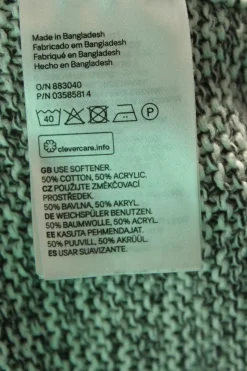 Made in Bangladesh
Fabricado em Bangladesh
Fabriqué en Bangladesh
Hecho en Bangladesh
O/N 883040
P/N 03585814
40 P
clevercare.info
GB USE SOFTENER.
50% COTTON, 50% ACRYLIC.
CZ POUŽIJTE ZMĚKČOVACÍ
PROSTŘEDEK.
50% BAVLNA, 50% AKRYL.
DE WEICHSPÜLER BENUTZEN.
50% BAUMWOLLE, 50% ACRYL.
EE KASUTA PEHMENDAJAT.
50% PUUVILL, 50% AKRÜÜL.
ES USAR SUAVIZANTE.